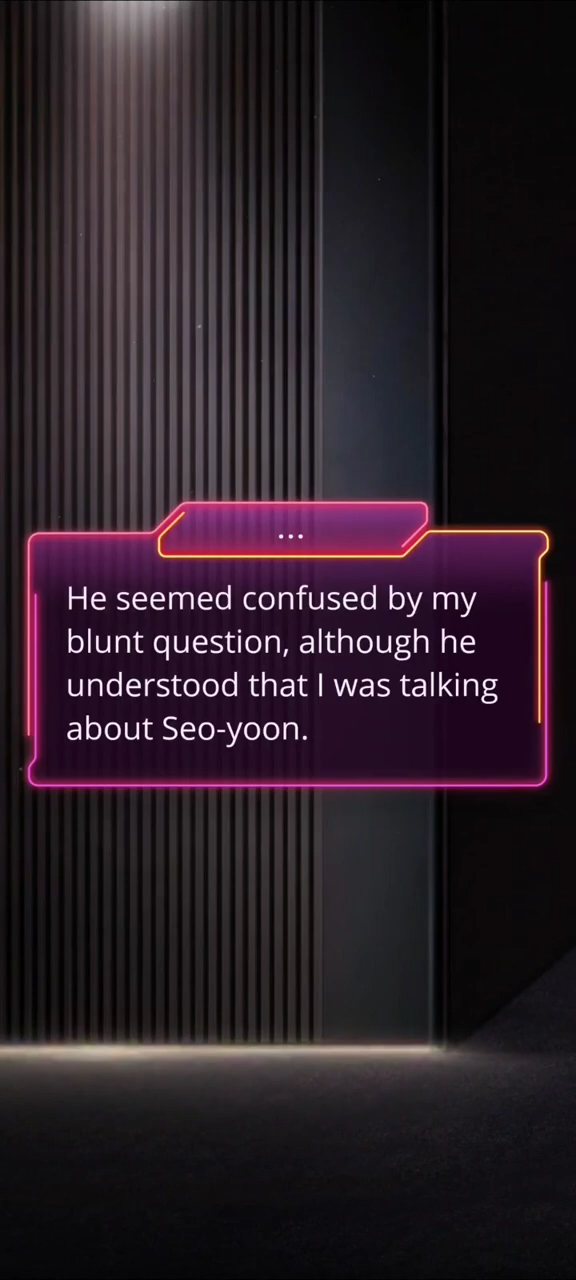 ...
He seemed confused by my
blunt question, although he
understood that I was talking
about Seo-yoon.